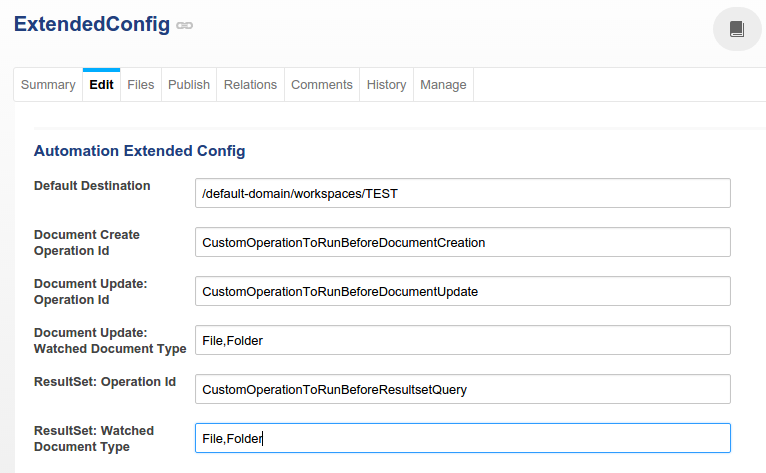 ExtendedConfig
Summary Edit Files Publish Relations Comments History Manage
Automation Extended Config
Default Destination /default-domain/workspaces/TEST
Document Create
Operation Id CustomOperationToRunBeforeDocumentCreation
Document Update:
Operation Id CustomOperationToRunBeforeDocumentUpdate
Document Update:
Watched Document Type File,Folder
ResultSet: Operation Id CustomOperationToRunBeforeResultsetQuery
ResultSet: Watched
Document Type File,Folder